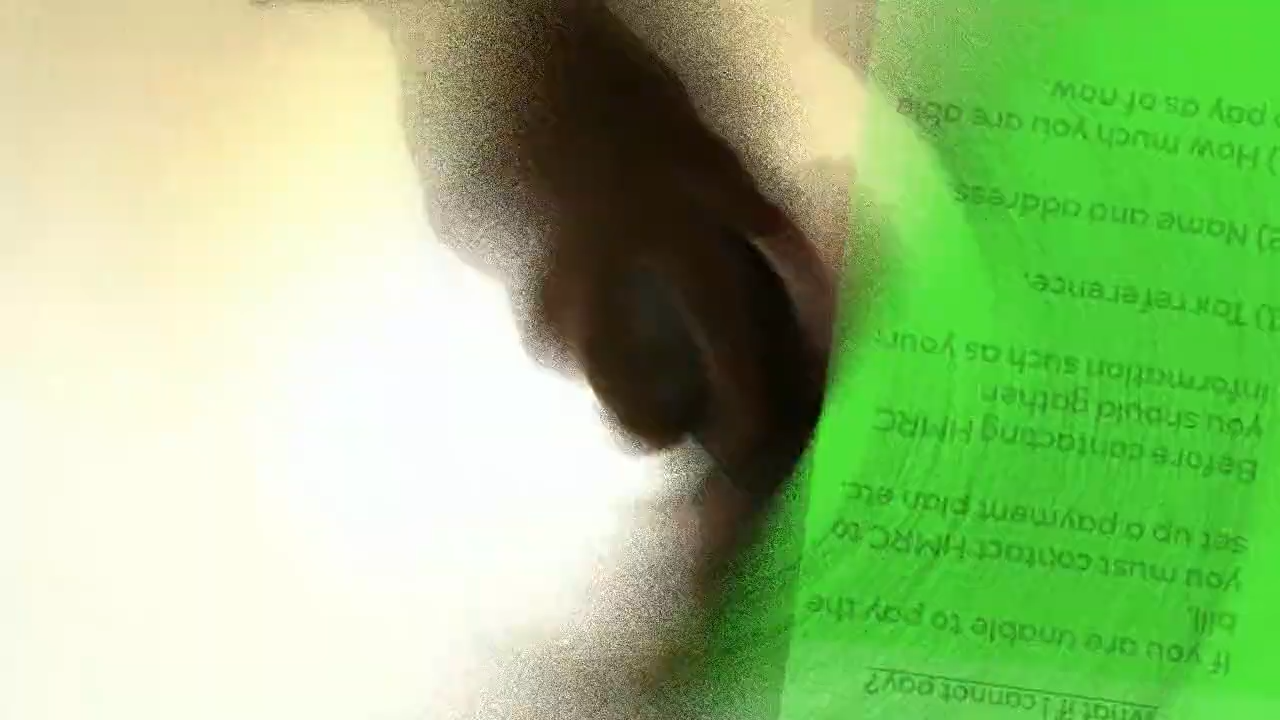 What if I cannot pay?
If you are unable to pay the
bill,
you must contact HMRC to
set up a payment plan etc.
Before contacting HMRC
you should gather
information such as your:
1) Tax reference.
2) Name and address
) How much you are able
pay as of now